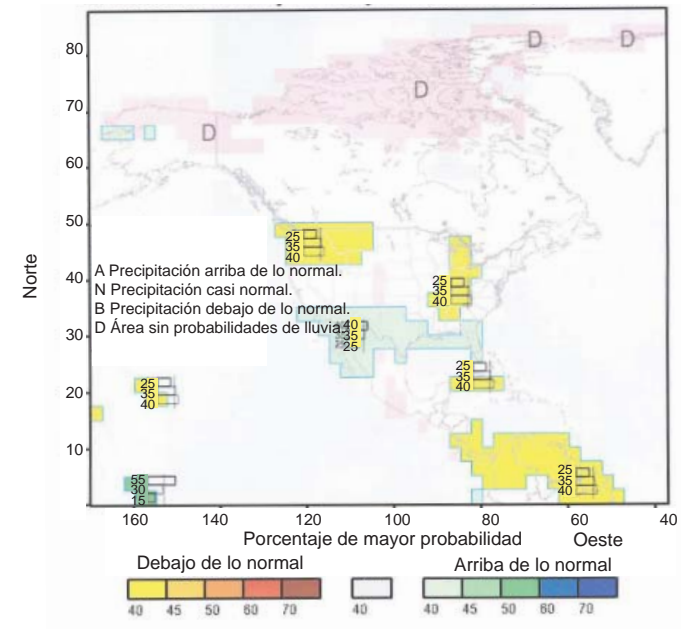 80
D
D
70
D
D
60
50
25
35
40
Norte
A Precipitación arriba de lo normal.
N Precipitación casi normal.
B Precipitación debajo de lo normal.
D Área sin probabilidades de lluvia.
40
25
35
40
30
40
35
25
20
25
35
40
25
35
40
10
25
35
40
55
30
15
160
140
120
100
80
60
40
Porcentaje de mayor probabilidad
Oeste
Debajo de lo normal
Arriba de lo normal
40 45 50 60 70
40
40 45 50 60 70